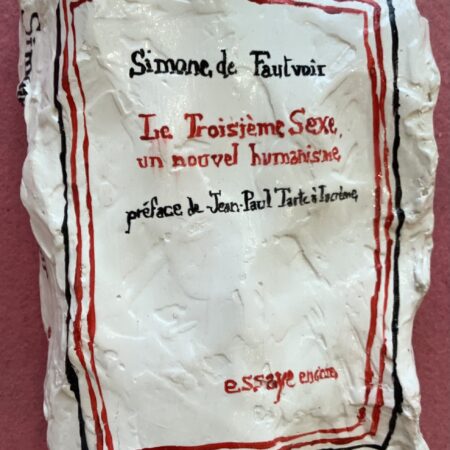 Simone de Fautvoir
Le Troisième Sexe,
un nouvel humanisme
préface de Jean-Paul Tarte à la crème
essaye encore